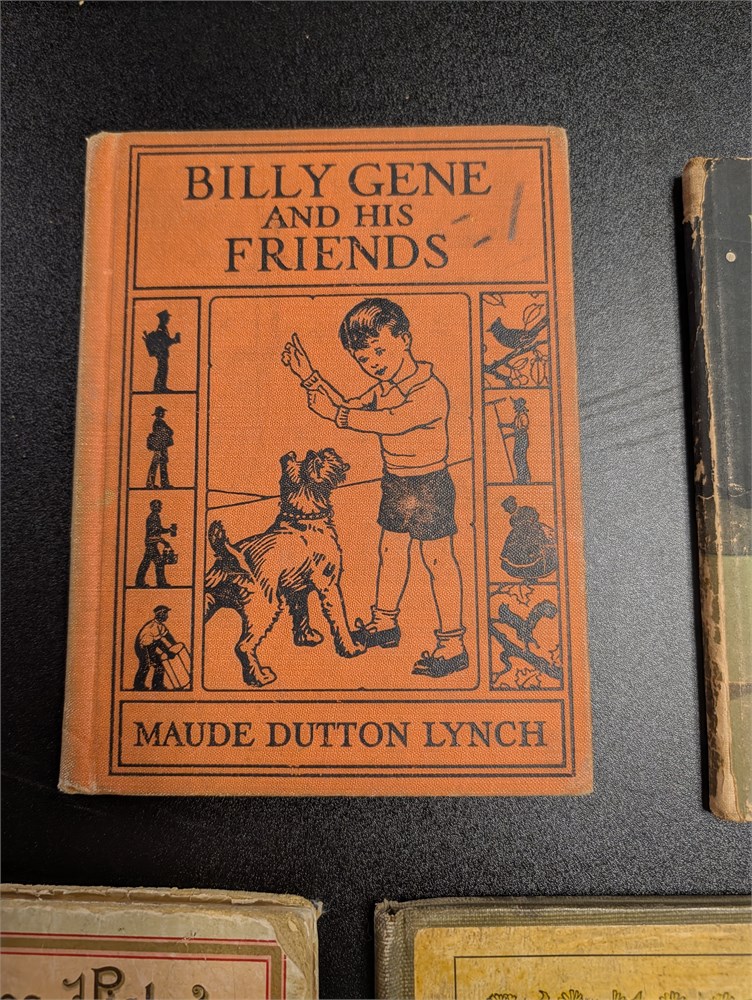 BILLY GENE
AND HIS
FRIENDS
MAUDE DUTTON LYNCH